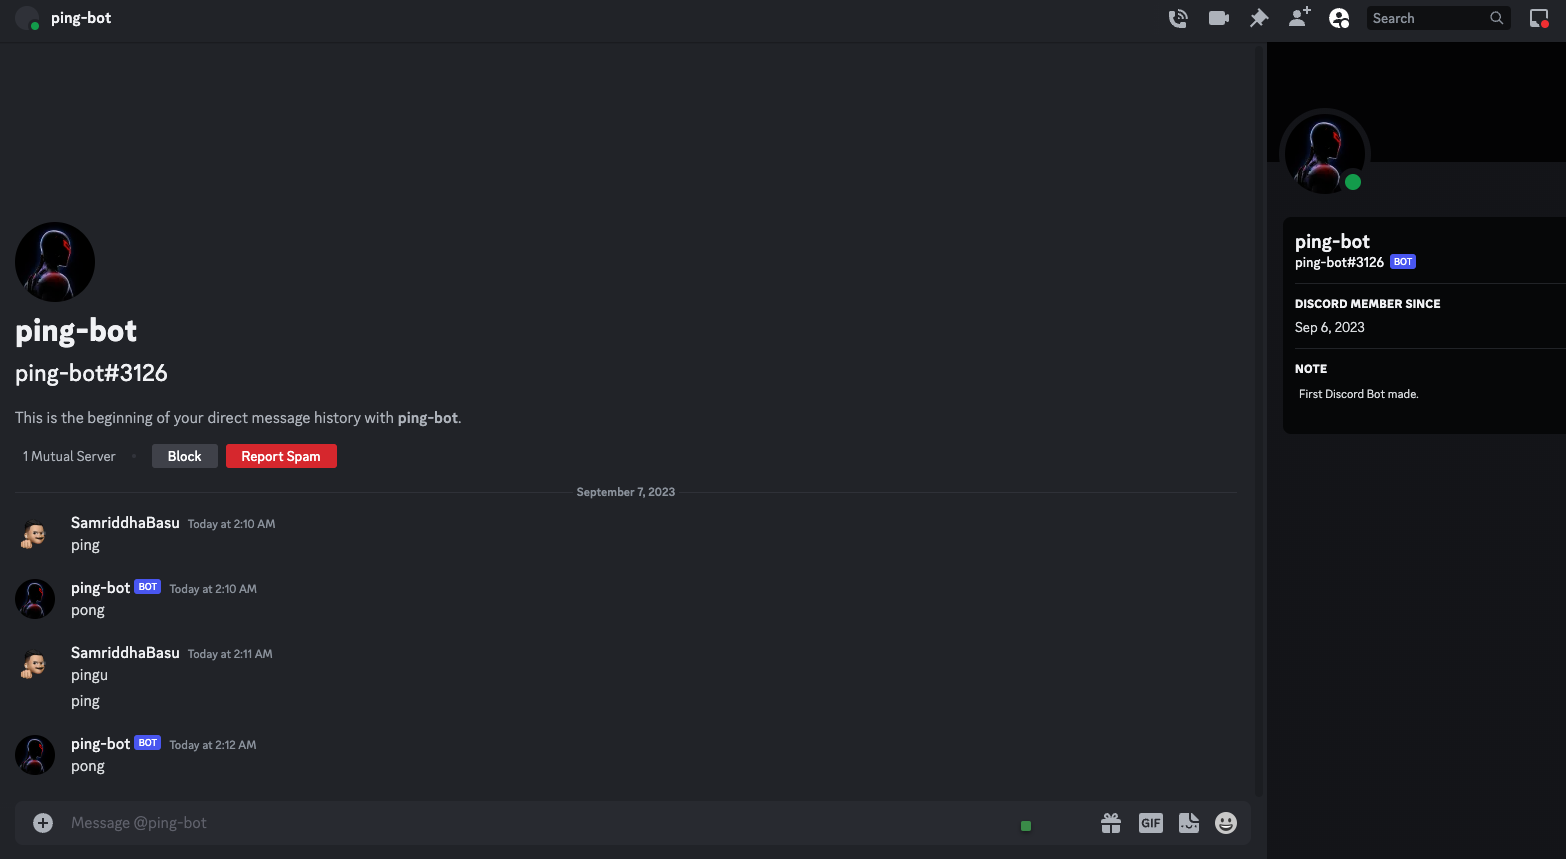 ping-bot
Search
ping-bot
ping-bot#3126
This is the beginning of your direct message history with ping-bot.
1 Mutual Server
Block
Report Spam
September 7, 2023
SamriddhaBasu Today at 2:10 AM
ping
ping-bot BOT Today at 2:10 AM
pong
SamriddhaBasu Today at 2:11 AM
pingu
ping
ping-bot BOT Today at 2:12 AM
pong
Message @ping-bot
GIF
ping-bot
ping-bot#3126 BOT
DISCORD MEMBER SINCE
Sep 6, 2023
NOTE
First Discord Bot made.